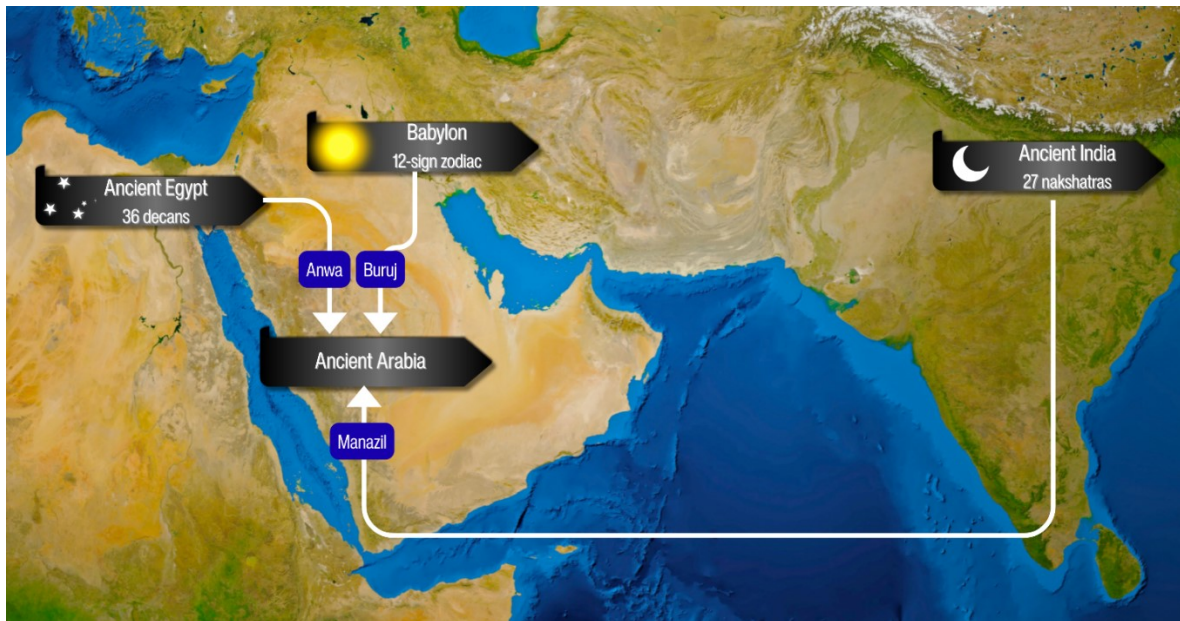 Babylon
12-sign zodiac
Ancient India
27 nakshatras
Ancient Egypt
36 decans
Anwa
Buruj
Ancient Arabia
Manazil